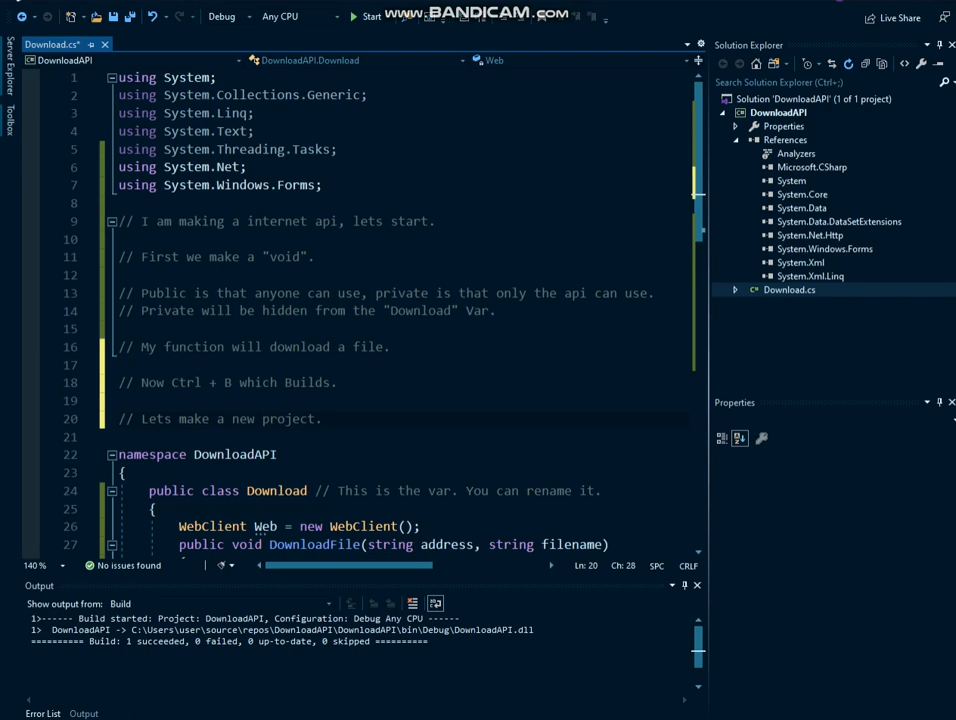 www.BANDICAM.com
Debug
Any CPU
Start
Live Share
Download.cs*
Solution Explorer
DownloadAPI
DownloadAPI.Download
Web
Search Solution Explorer (Ctrl+;)
Solution 'DownloadAPI' (1 of 1 project)
DownloadAPI
Properties
References
Analyzers
Microsoft.CSharp
System
System.Core
System.Data
System.Data.DataSetExtensions
System.Net.Http
System.Windows.Forms
System.Xml
System.Xml.Linq
Download.cs
Properties
Server Explorer
Toolbox
1 using System;
2 using System.Collections.Generic;
3 using System.Linq;
4 using System.Text;
5 using System.Threading.Tasks;
6 using System.Net;
7 using System.Windows.Forms;
8
9 // I am making a internet api, lets start.
10
11 // First we make a "void".
12
13 // Public is that anyone can use, private is that only the api can use.
14 // Private will be hidden from the "Download" Var.
15
16 // My function will download a file.
17
18 // Now Ctrl + B which Builds.
19
20 // Lets make a new project.
21
22 namespace DownloadAPI
23 {
24 public class Download // This is the var. You can rename it.
25 {
26 WebClient Web = new WebClient();
27 public void DownloadFile(string address, string filename)
140 % No issues found Ln: 20 Ch: 28 SPC CRLF
Output
Show output from: Build
1>------ Build started: Project: DownloadAPI, Configuration: Debug Any CPU ------
1> DownloadAPI -> C:\Users\user\source\repos\DownloadAPI\DownloadAPI\bin\Debug\DownloadAPI.dll
========== Build: 1 succeeded, 0 failed, 0 up-to-date, 0 skipped ==========
Error List Output